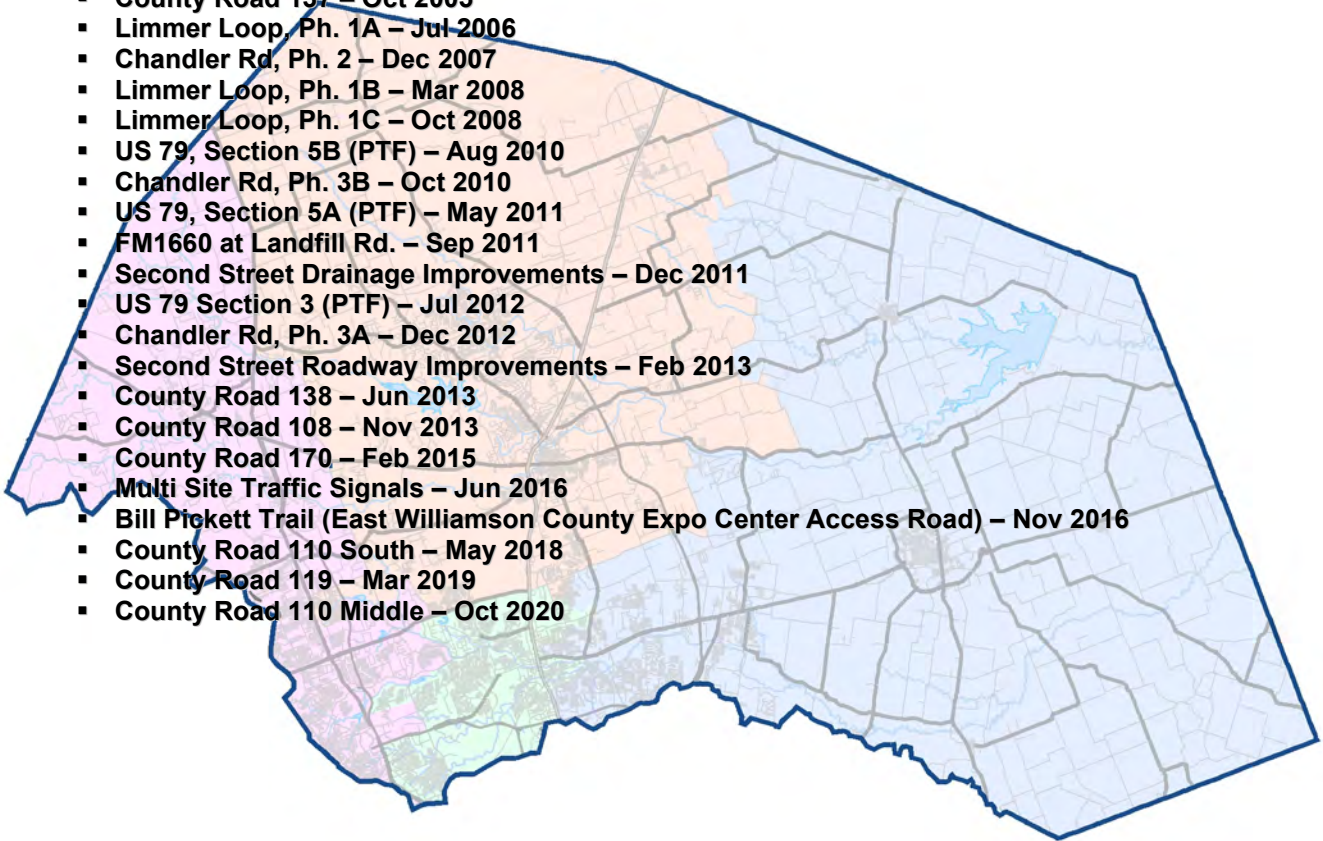 ▪ County Road 137 – Oct 2005
▪ Limmer Loop, Ph. 1A – Jul 2006
▪ Chandler Rd, Ph. 2 – Dec 2007
▪ Limmer Loop, Ph. 1B – Mar 2008
▪ Limmer Loop, Ph. 1C – Oct 2008
▪ US 79, Section 5B (PTF) – Aug 2010
▪ Chandler Rd, Ph. 3B – Oct 2010
▪ US 79, Section 5A (PTF) – May 2011
▪ FM1660 at Landfill Rd. – Sep 2011
▪ Second Street Drainage Improvements – Dec 2011
▪ US 79 Section 3 (PTF) – Jul 2012
▪ Chandler Rd, Ph. 3A – Dec 2012
▪ Second Street Roadway Improvements – Feb 2013
▪ County Road 138 – Jun 2013
▪ County Road 108 – Nov 2013
▪ County Road 170 – Feb 2015
▪ Multi Site Traffic Signals – Jun 2016
▪ Bill Pickett Trail (East Williamson County Expo Center Access Road) – Nov 2016
▪ County Road 110 South – May 2018
▪ County Road 119 – Mar 2019
▪ County Road 110 Middle – Oct 2020